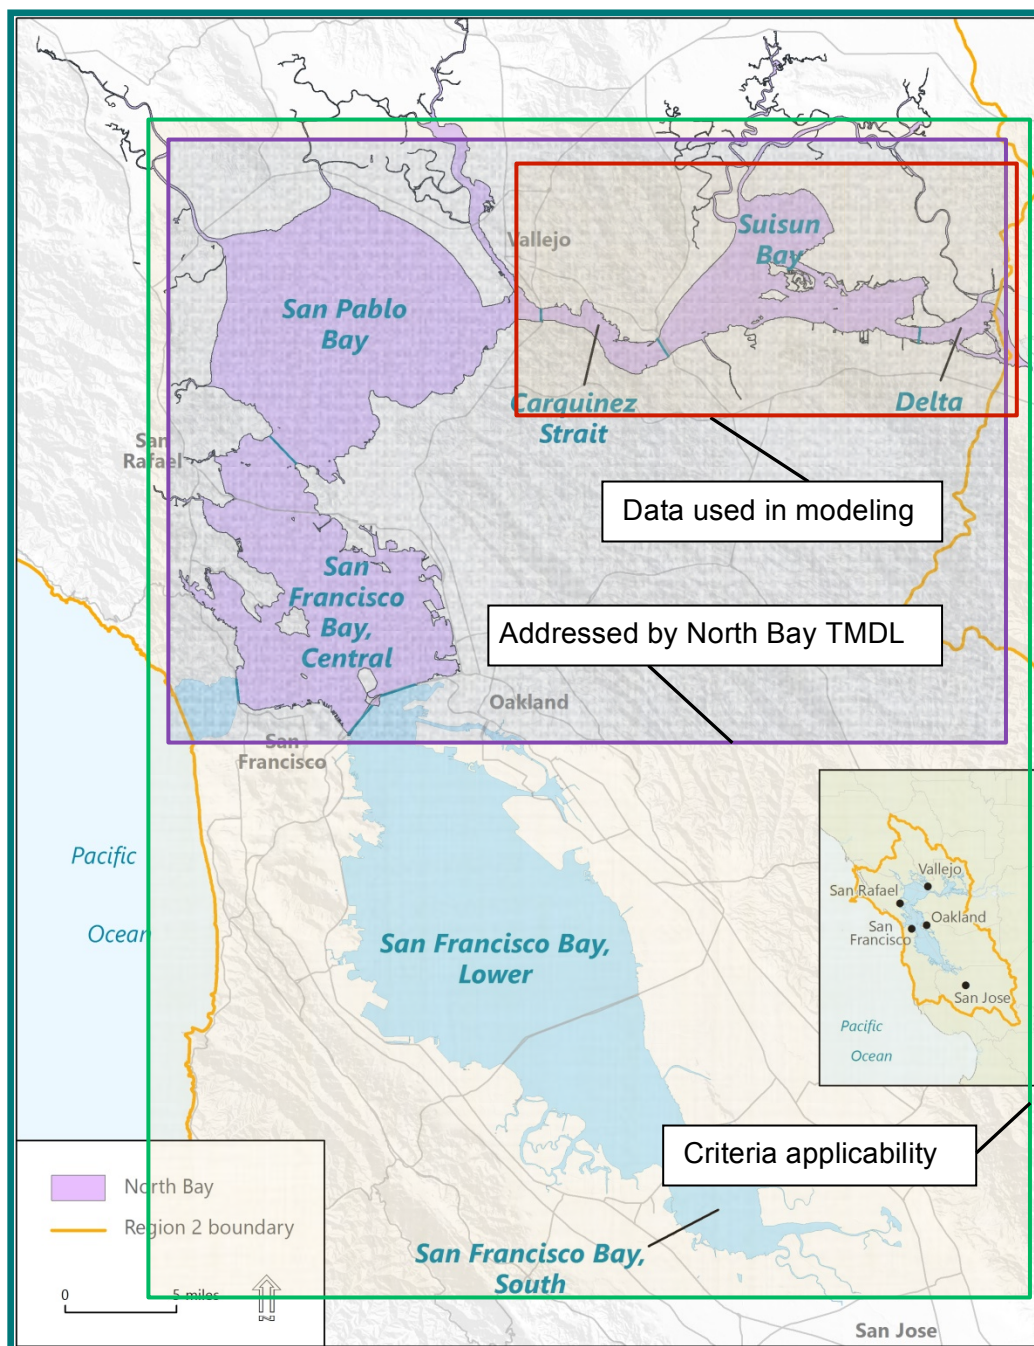 Vallejo
Suisun
Bay
San Pablo
Bay
Carquinez
Strait
Delta
San
Rafael
Data used in modeling
San
Francisco
Bay,
Central
Addressed by North Bay TMDL
Oakland
San
Francisco
Pacific
Ocean
Vallejo
San Rafael
Oakland
San
Francisco
San Jose
Pacific
Ocean
San Francisco Bay,
Lower
Criteria applicability
North Bay
Region 2 boundary
San Francisco Bay,
South
0 5 miles
N
San Jose